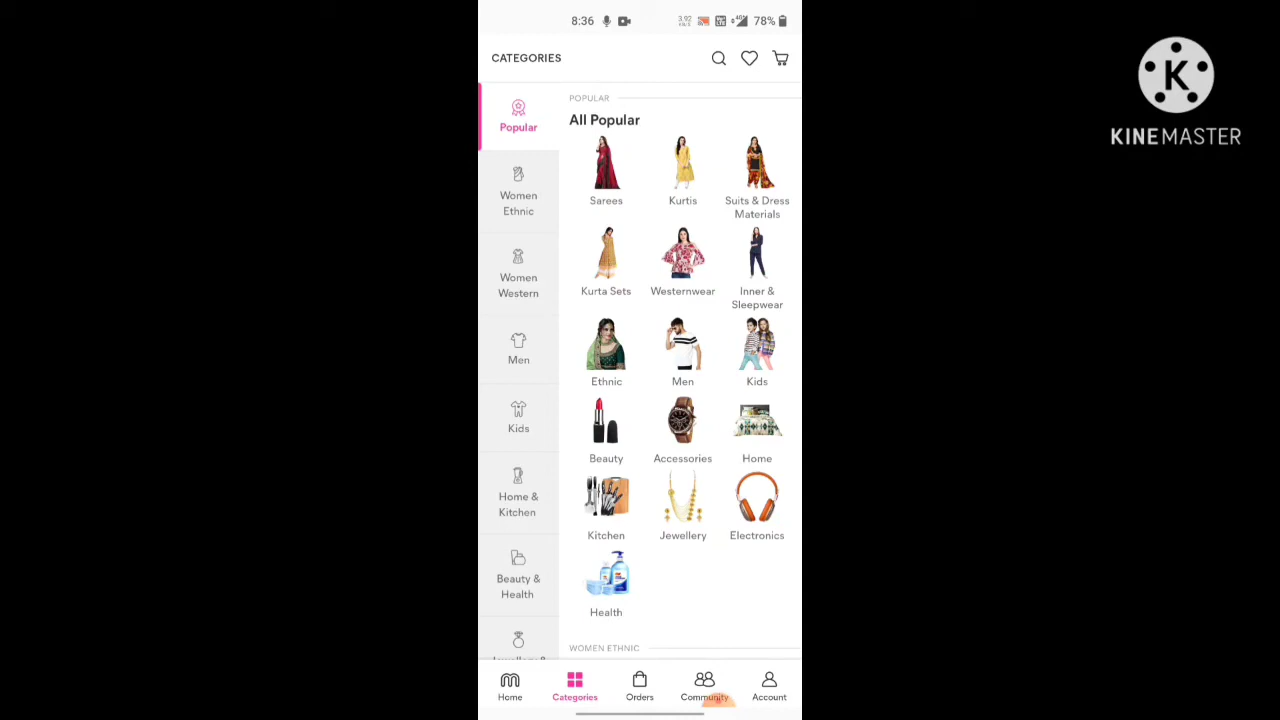 8:36
78%
CATEGORIES
POPULAR
All Popular
Popular
Women
Ethnic
Women
Western
Men
Kids
Home &
Kitchen
Beauty &
Health
Sarees
Kurtis
Suits & Dress
Materials
Kurta Sets
Westernwear
Inner &
Sleepwear
Ethnic
Men
Kids
Beauty
Accessories
Home
Kitchen
Jewellery
Electronics
Health
WOMEN ETHNIC
Home
Categories
Orders
Community
Account
K
KINEMASTER